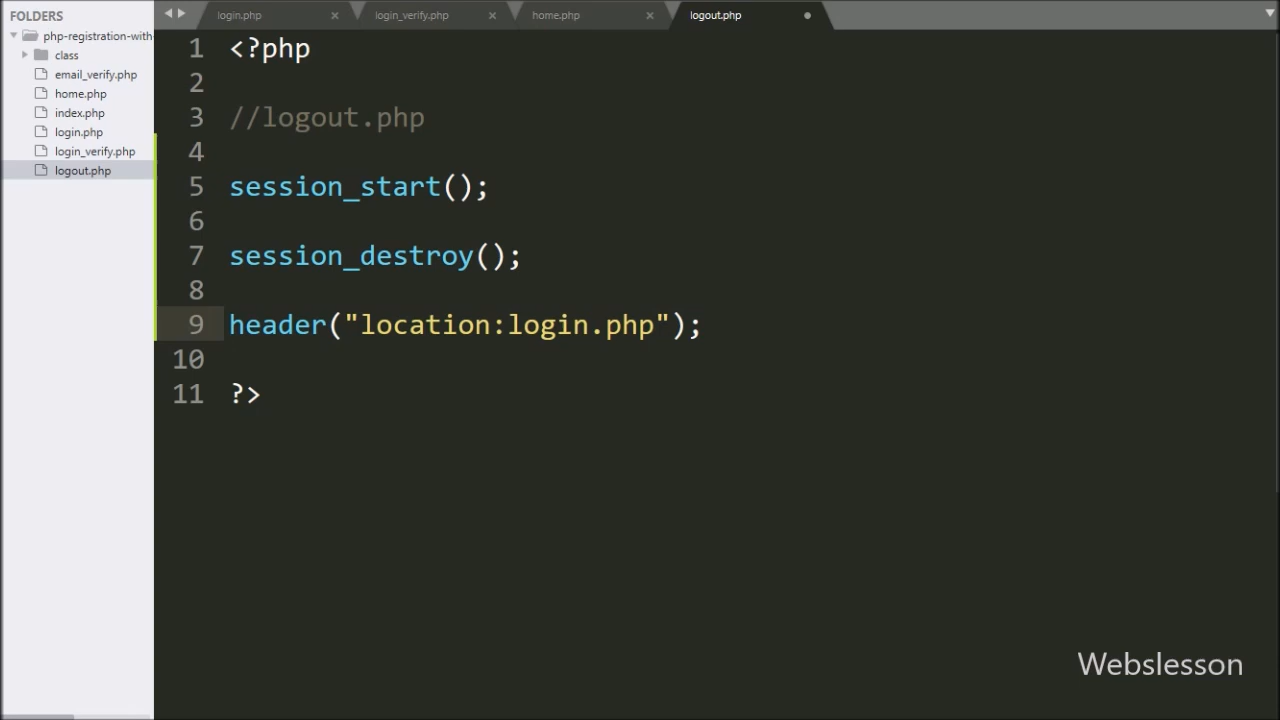 FOLDERS
php-registration-with-
class
email_verify.php
home.php
index.php
login.php
login_verify.php
logout.php
login.php
login_verify.php
home.php
logout.php
1 <?php
2
3 //logout.php
4
5 session_start();
6
7 session_destroy();
8
9 header("location:login.php");
10
11 ?>
Webslesson